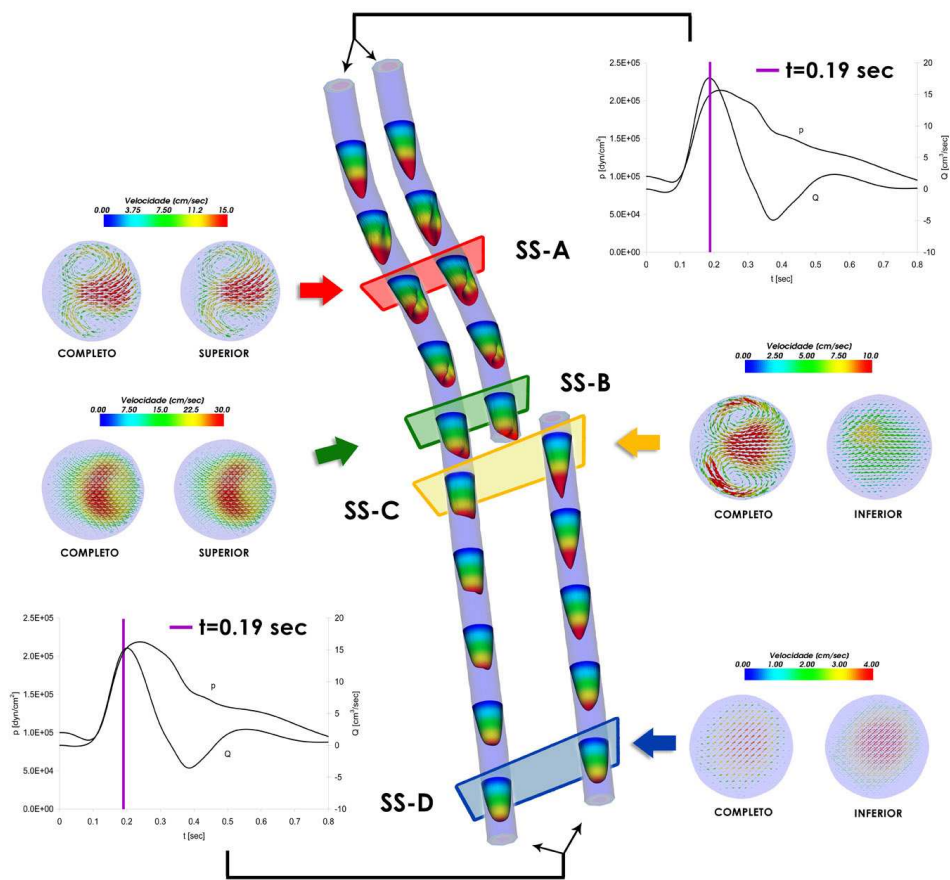 t=0.19 sec
2.5E+05
2.0E+05
1.5E+05
1.0E+05
5.0E+04
0.0E+00
p [dyn/cm²]
20
15
10
5
0
-5
-10
Q [cm³/sec]
p
Q
0 0.1 0.2 0.3 0.4 0.5 0.6 0.7 0.8
t [sec]
Velocidade (cm/sec)
0.00 3.75 7.50 11.2 15.0
COMPLETO SUPERIOR
SS-A
Velocidade (cm/sec)
0.00 2.50 5.00 7.50 10.0
COMPLETO INFERIOR
SS-B
Velocidade (cm/sec)
0.00 7.50 15.0 22.5 30.0
COMPLETO SUPERIOR
SS-C
t=0.19 sec
2.5E+05
2.0E+05
1.5E+05
1.0E+05
5.0E+04
0.0E+00
p [dyn/cm²]
20
15
10
5
0
-5
-10
Q [cm³/sec]
p
Q
0 0.1 0.2 0.3 0.4 0.5 0.6 0.7 0.8
t [sec]
Velocidade (cm/sec)
0.00 1.00 2.00 3.00 4.00
COMPLETO INFERIOR
SS-D